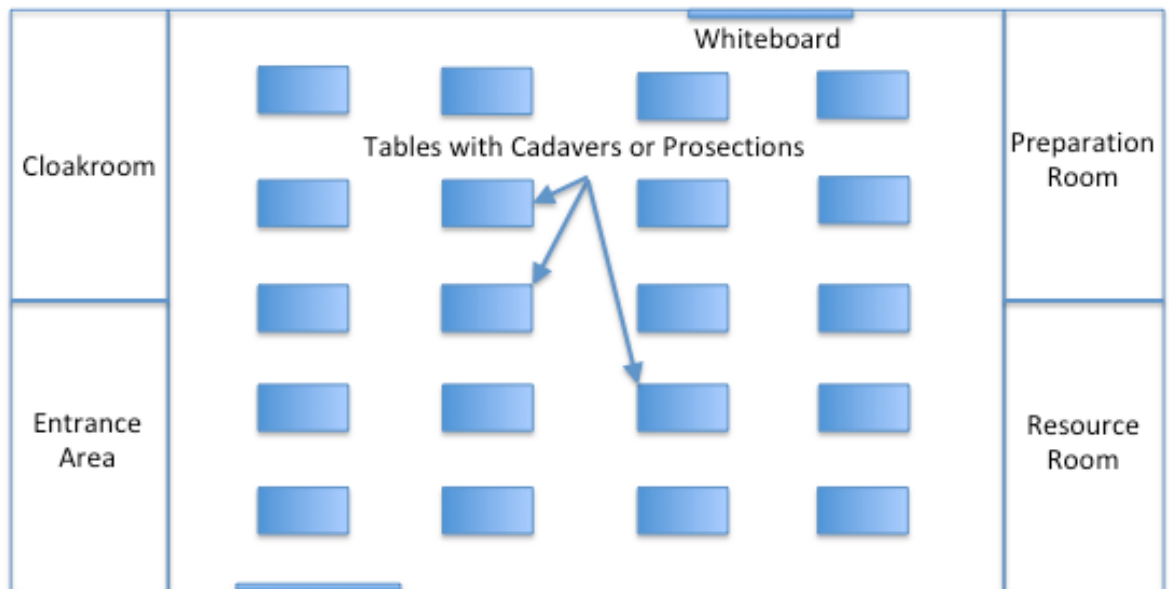 Whiteboard
Tables with Cadavers or Prosections
Cloakroom
Preparation
Room
Entrance
Area
Resource
Room